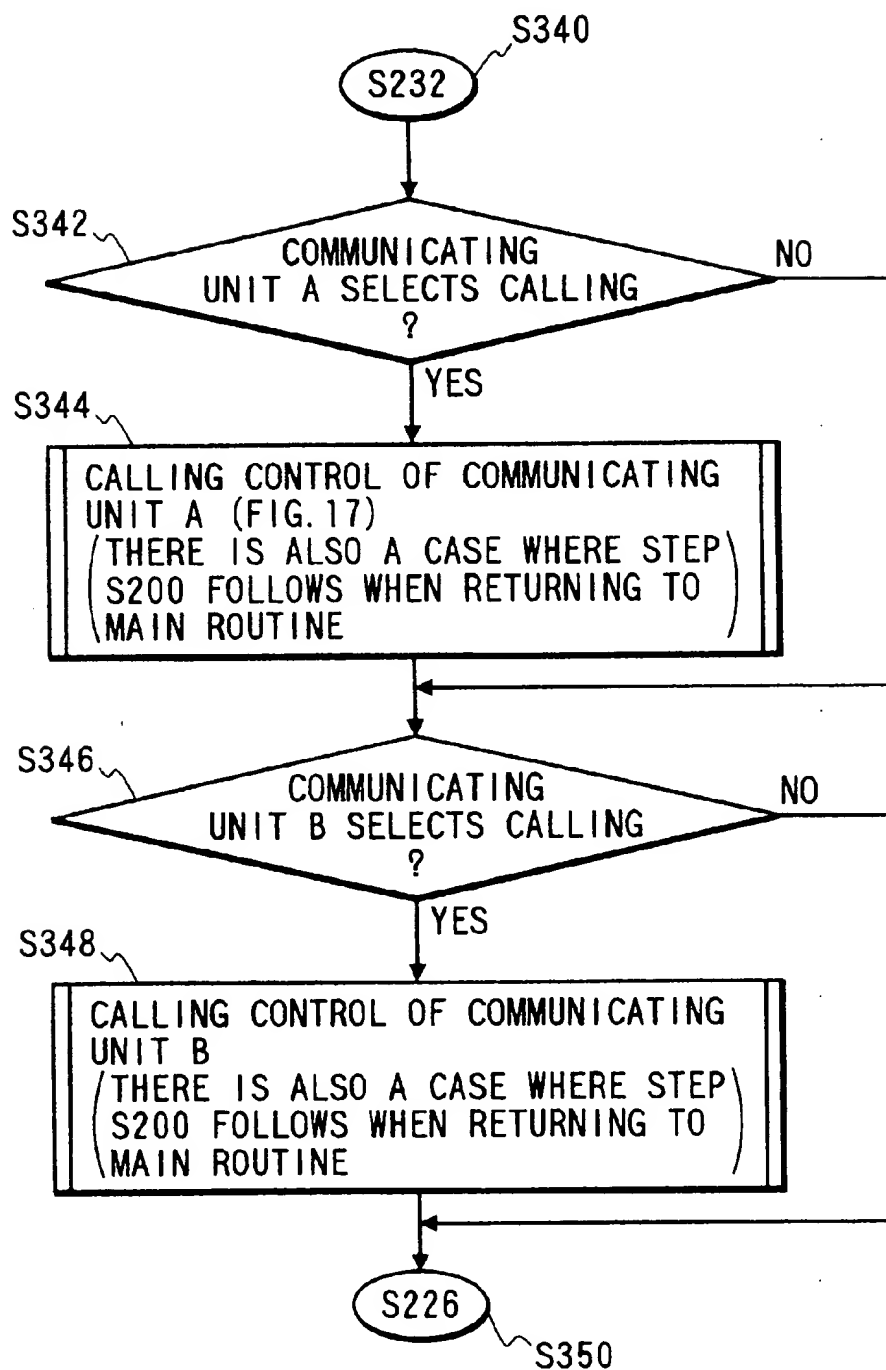 S340
S232
S342
COMMUNICATING
UNIT A SELECTS CALLING
?
NO
YES
S344
CALLING CONTROL OF COMMUNICATING
UNIT A (FIG. 17)
(THERE IS ALSO A CASE WHERE STEP
S200 FOLLOWS WHEN RETURNING TO
MAIN ROUTINE)
S346
COMMUNICATING
UNIT B SELECTS CALLING
?
NO
YES
S348
CALLING CONTROL OF COMMUNICATING
UNIT B
(THERE IS ALSO A CASE WHERE STEP
S200 FOLLOWS WHEN RETURNING TO
MAIN ROUTINE)
S226
S350